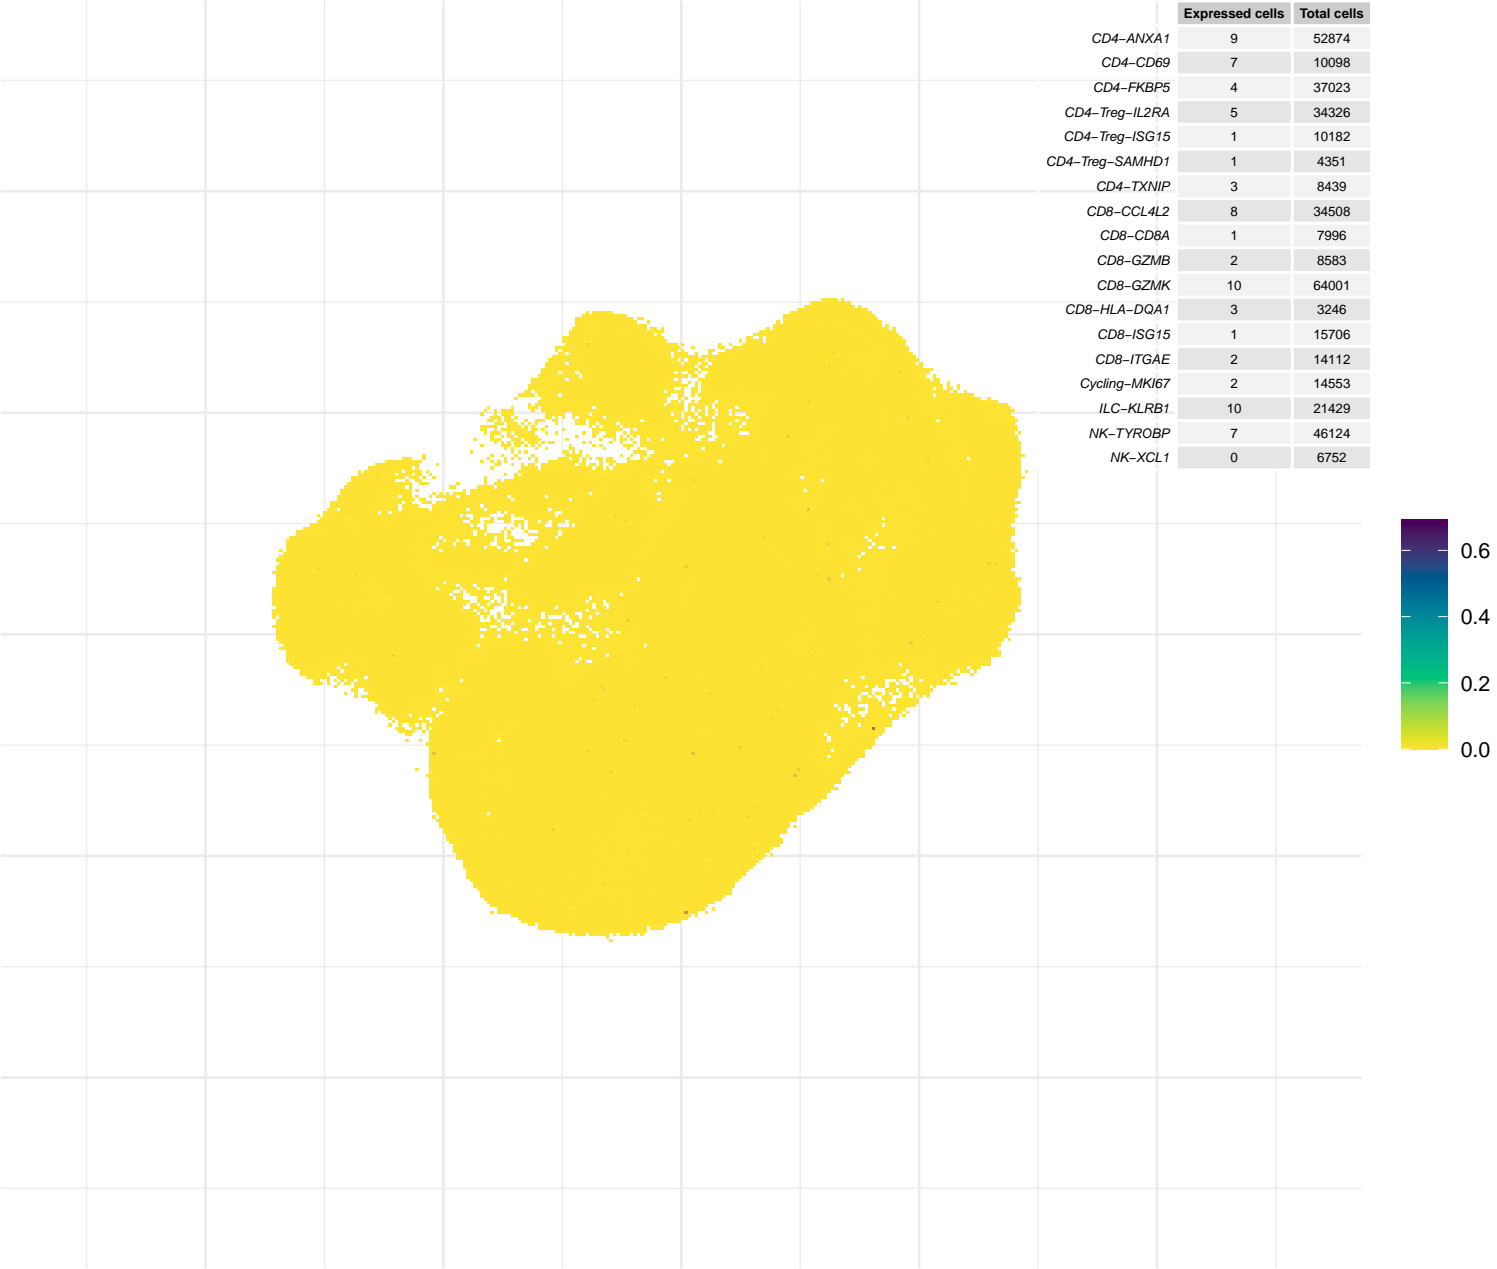 Expressed cells Total cells
CD4−ANXA1 9 52874
CD4−CD69 7 10098
CD4−FKBP5 4 37023
CD4−Treg−IL2RA 5 34326
CD4−Treg−ISG15 1 10182
CD4−Treg−SAMHD1 1 4351
CD4−TXNIP 3 8439
CD8−CCL4L2 8 34508
CD8−CD8A 1 7996
CD8−GZMB 2 8583
CD8−GZMK 10 64001
CD8−HLA−DQA1 3 3246
CD8−ISG15 1 15706
CD8−ITGAE 2 14112
Cycling−MKI67 2 14553
ILC−KLRB1 10 21429
NK−TYROBP 7 46124
NK−XCL1 0 6752
0.6
0.4
0.2
0.0